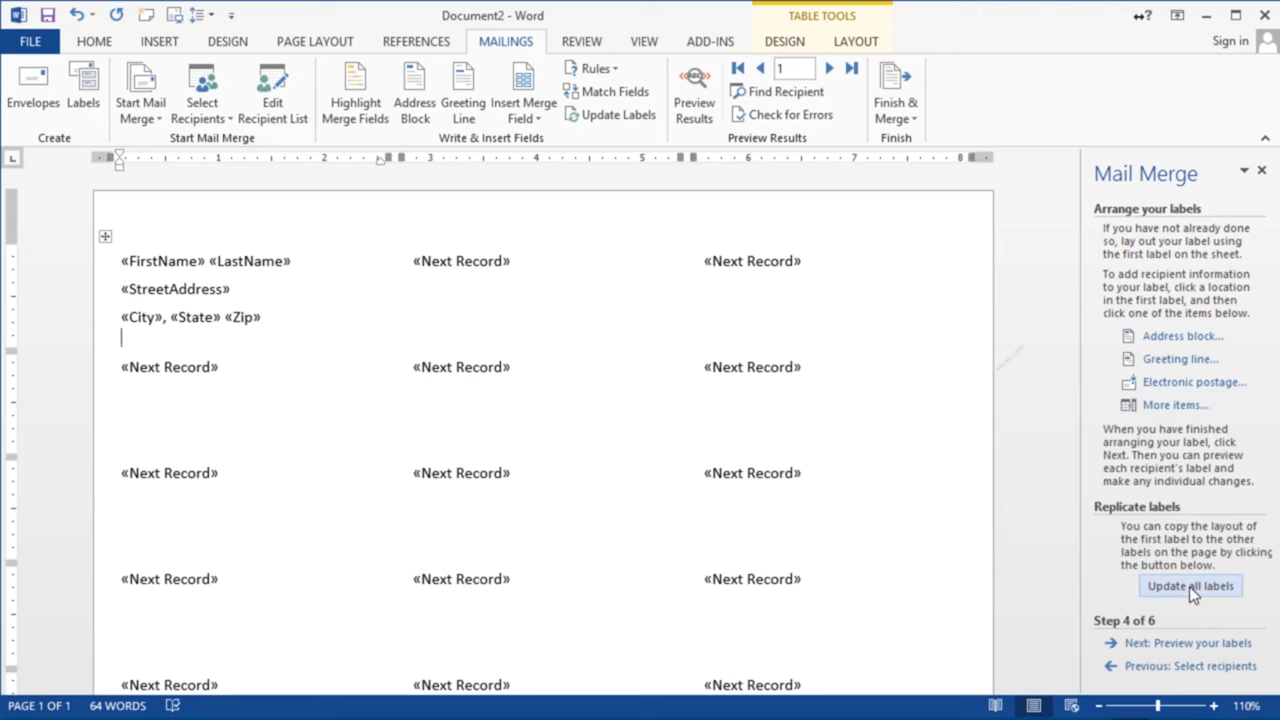 Document2 - Word
TABLE TOOLS
FILE
HOME
INSERT
DESIGN
PAGE LAYOUT
REFERENCES
MAILINGS
REVIEW
VIEW
ADD-INS
DESIGN
LAYOUT
Sign in
Envelopes
Labels
Create
Start Mail
Merge
Select
Recipients
Edit
Recipient List
Start Mail Merge
Highlight
Merge Fields
Address
Block
Greeting
Line
Insert Merge
Field
Rules
Match Fields
Update Labels
Write & Insert Fields
Preview
Results
1
Find Recipient
Check for Errors
Preview Results
Finish &
Merge
Finish
1 2 3 4 5 6 7 8
«FirstName» «LastName»
«StreetAddress»
«City», «State» «Zip»
«Next Record»
«Next Record»
«Next Record» «Next Record» «Next Record»
«Next Record» «Next Record» «Next Record»
«Next Record» «Next Record» «Next Record»
«Next Record» «Next Record» «Next Record»
Mail Merge
Arrange your labels
If you have not already done
so, lay out your label using
the first label on the sheet.
To add recipient information
to your label, click a location
in the first label, and then
click one of the items below.
Address block...
Greeting line...
Electronic postage...
More items...
When you have finished
arranging your label, click
Next. Then you can preview
each recipient's label and
make any individual changes.
Replicate labels
You can copy the layout of
the first label to the other
labels on the page by clicking
the button below.
Update all labels
Step 4 of 6
Next: Preview your labels
Previous: Select recipients
PAGE 1 OF 1
64 WORDS
110%